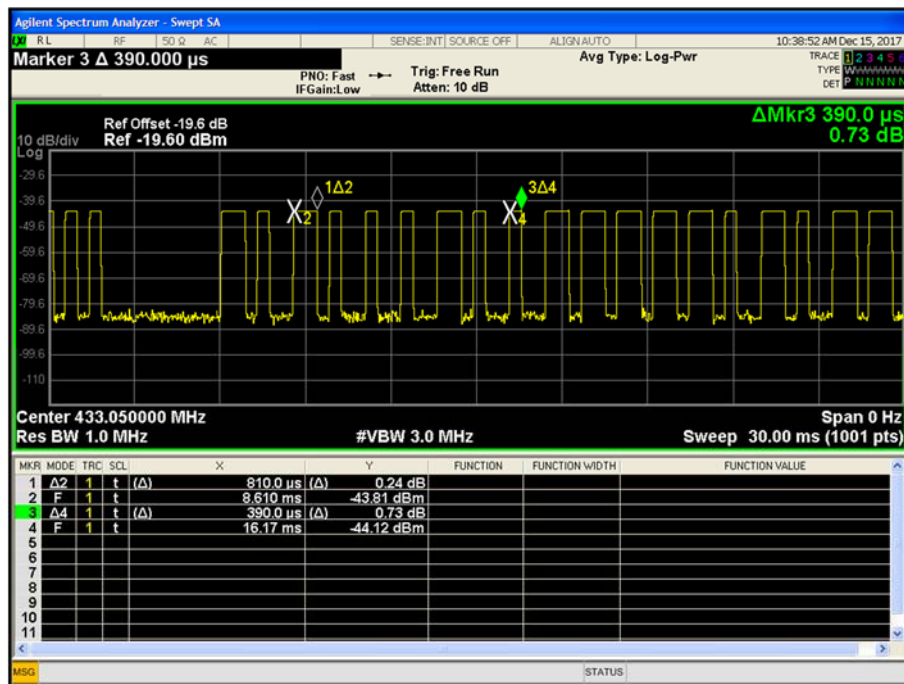 Agilent Spectrum Analyzer - Swept SA
LXI RL RF 50 Ω AC SENSE:INT SOURCE OFF ALIGN AUTO 10:38:52 AM Dec 15, 2017
Marker 3 Δ 390.000 µs Avg Type: Log-Pwr TRACE 1 2 3 4 5 6
PNO: Fast Trig: Free Run TYPE W
IFGain:Low Atten: 10 dB DET P N N N N N
ΔMkr3 390.0 µs
0.73 dB
Ref Offset -19.6 dB
10 dB/div Ref -19.60 dBm
Log
-29.6
1Δ2 3Δ4
-39.6
2 4
-49.6
-59.6
-69.6
-79.6
-89.6
-99.6
-110
Center 433.050000 MHz Span 0 Hz
Res BW 1.0 MHz #VBW 3.0 MHz Sweep 30.00 ms (1001 pts)
MKR MODE TRC SCL X Y FUNCTION FUNCTION WIDTH FUNCTION VALUE
1 Δ2 1 t (Δ) 810.0 µs (Δ) 0.24 dB
2 F 1 t 8.610 ms -43.81 dBm
3 Δ4 1 t (Δ) 390.0 µs (Δ) 0.73 dB
4 F 1 t 16.17 ms -44.12 dBm
5
6
7
8
9
10
11
MSG STATUS